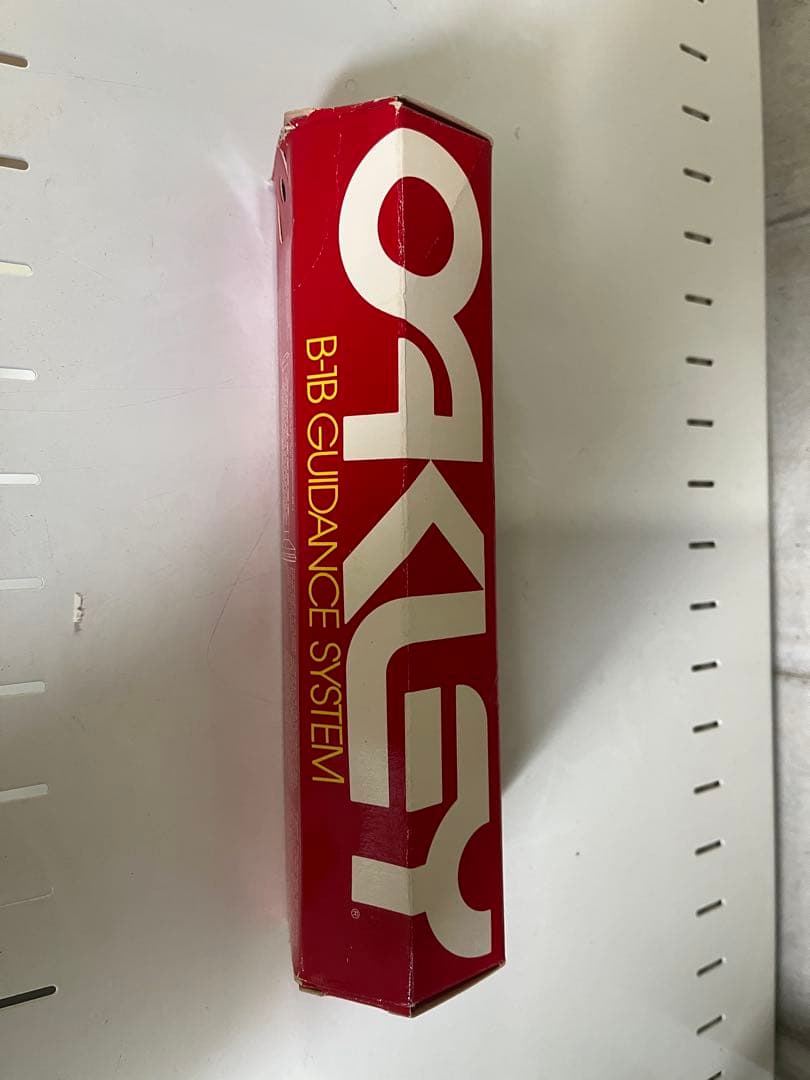 OAKLEY
®
B-1B GUIDANCE SYSTEM